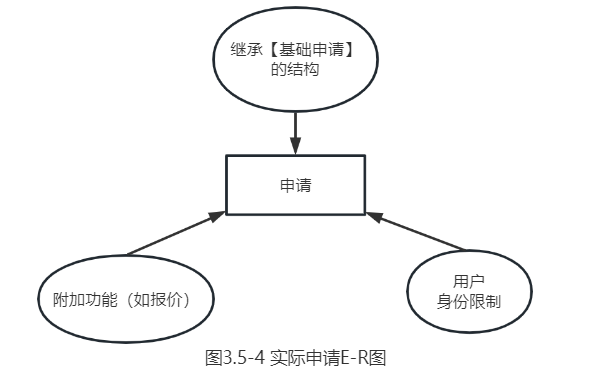 继承【基础申请】
的结构
申请
附加功能（如报价）
用户
身份限制
图3.5-4 实际申请E-R图